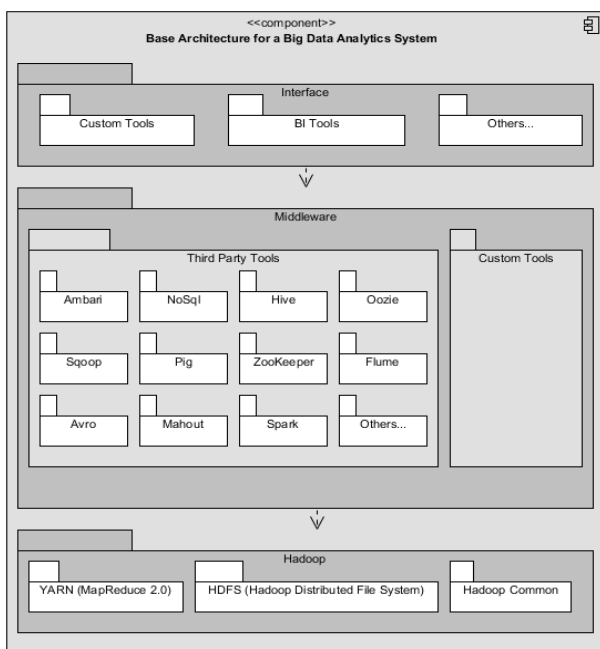 <<component>>
Base Architecture for a Big Data Analytics System
Interface
Custom Tools
BI Tools
Others...
Middleware
Third Party Tools
Custom Tools
Ambari
NoSql
Hive
Oozie
Sqoop
Pig
ZooKeeper
Flume
Avro
Mahout
Spark
Others...
Hadoop
YARN (MapReduce 2.0)
HDFS (Hadoop Distributed File System)
Hadoop Common